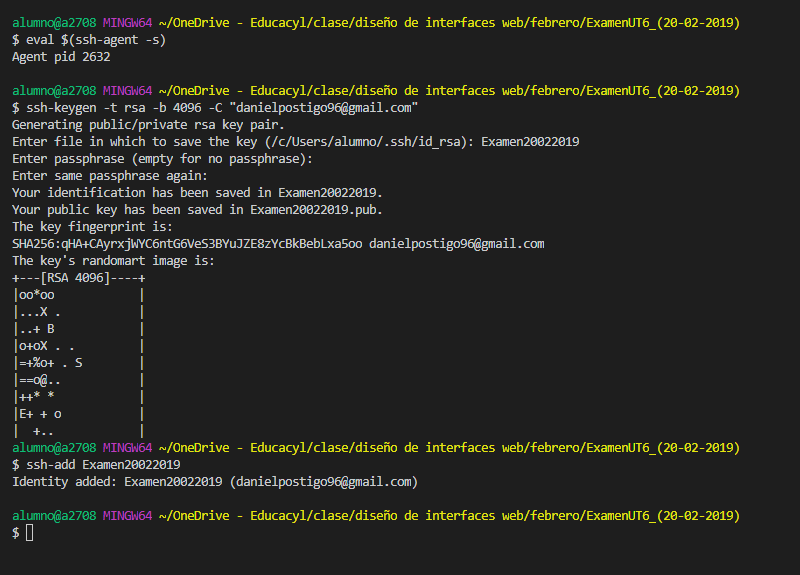 alumno@a2708 MINGW64 ~/OneDrive - Educacyl/clase/diseño de interfaces web/febrero/ExamenUT6_(20-02-2019)
$ eval $(ssh-agent -s)
Agent pid 2632
alumno@a2708 MINGW64 ~/OneDrive - Educacyl/clase/diseño de interfaces web/febrero/ExamenUT6_(20-02-2019)
$ ssh-keygen -t rsa -b 4096 -C "danielpostigo96@gmail.com"
Generating public/private rsa key pair.
Enter file in which to save the key (/c/Users/alumno/.ssh/id_rsa): Examen20022019
Enter passphrase (empty for no passphrase):
Enter same passphrase again:
Your identification has been saved in Examen20022019.
Your public key has been saved in Examen20022019.pub.
The key fingerprint is:
SHA256:qHA+CAyrxjWYC6ntG6VeS3BYuJZE8zYcBkBebLxa5oo danielpostigo96@gmail.com
The key's randomart image is:
+---[RSA 4096]----+
|oo*oo            |
|...X .           |
|..+ B            |
|o+oX . .         |
|=+%o+ . S        |
|==o@..           |
|++* *            |
|E+ + o           |
|  +..            |
alumno@a2708 MINGW64 ~/OneDrive - Educacyl/clase/diseño de interfaces web/febrero/ExamenUT6_(20-02-2019)
$ ssh-add Examen20022019
Identity added: Examen20022019 (danielpostigo96@gmail.com)
alumno@a2708 MINGW64 ~/OneDrive - Educacyl/clase/diseño de interfaces web/febrero/ExamenUT6_(20-02-2019)
$